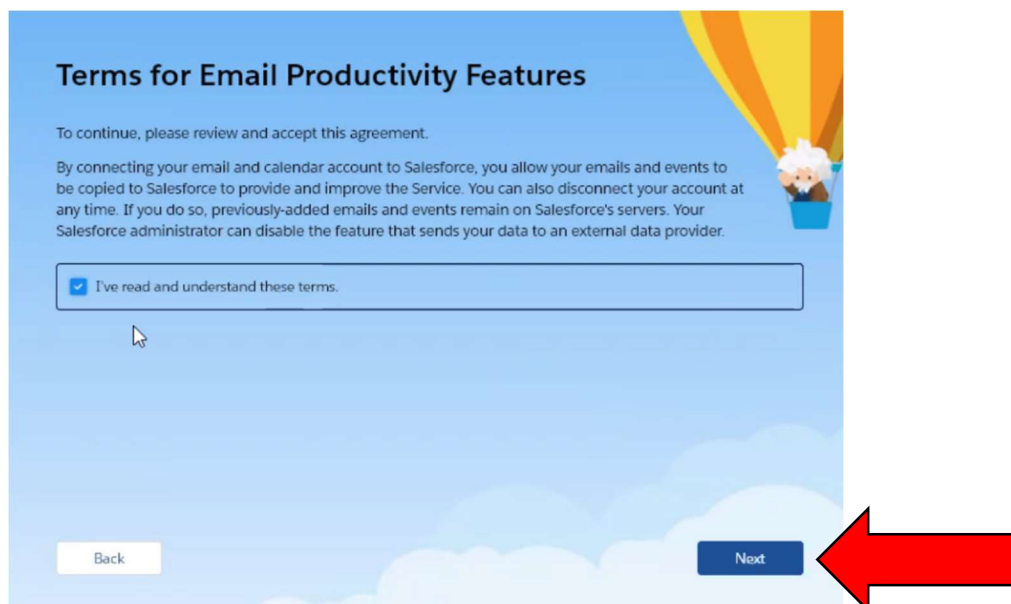 Terms for Email Productivity Features
To continue, please review and accept this agreement.
By connecting your email and calendar account to Salesforce, you allow your emails and events to
be copied to Salesforce to provide and improve the Service. You can also disconnect your account at
any time. If you do so, previously-added emails and events remain on Salesforce's servers. Your
Salesforce administrator can disable the feature that sends your data to an external data provider.
I've read and understand these terms.
Back
Next